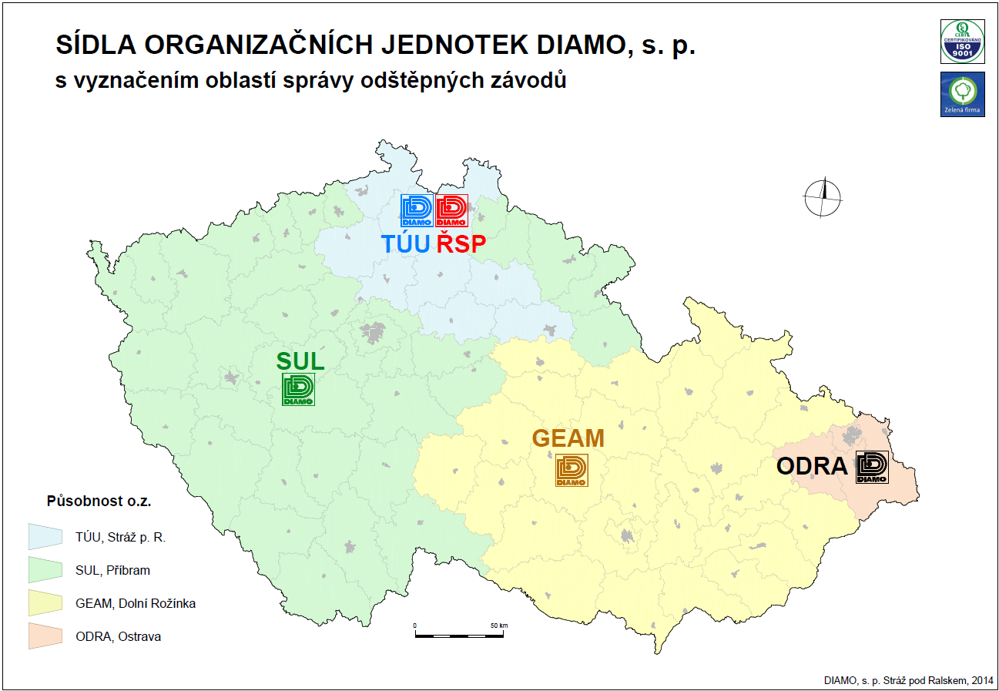 SÍDLA ORGANIZAČNÍCH JEDNOTEK DIAMO, s. p.
s vyznačením oblastí správy odštěpných závodů
CERT
CERTIFIKOVÁNO
ISO
9001
Zelená firma
DIAMO
DIAMO
TÚU ŘSP
SUL
DIAMO
GEAM
DIAMO
ODRA
DIAMO
Působnost o.z.
TÚU, Stráž p. R.
SUL, Příbram
GEAM, Dolní Rožínka
ODRA, Ostrava
0 50 km
DIAMO, s. p. Stráž pod Ralskem, 2014